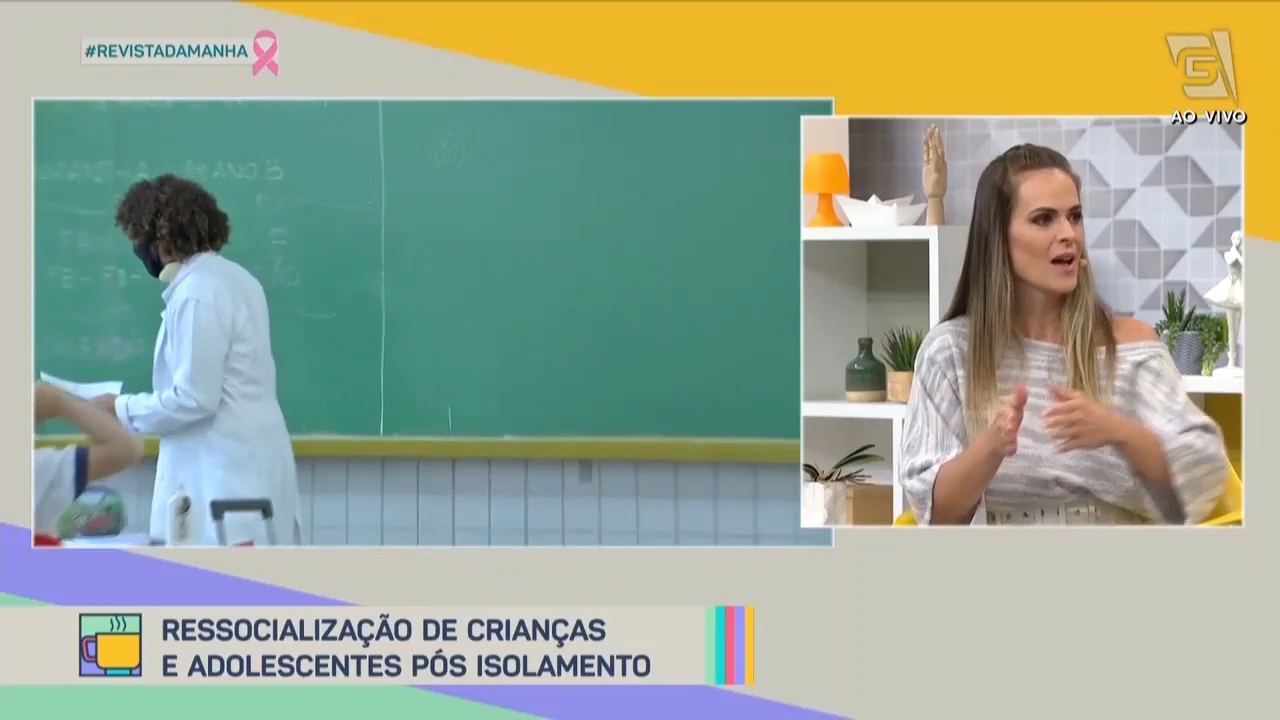 #REVISTADAMANHA
AO VIVO
RESSOCIALIZAÇÃO DE CRIANÇAS
E ADOLESCENTES PÓS ISOLAMENTO